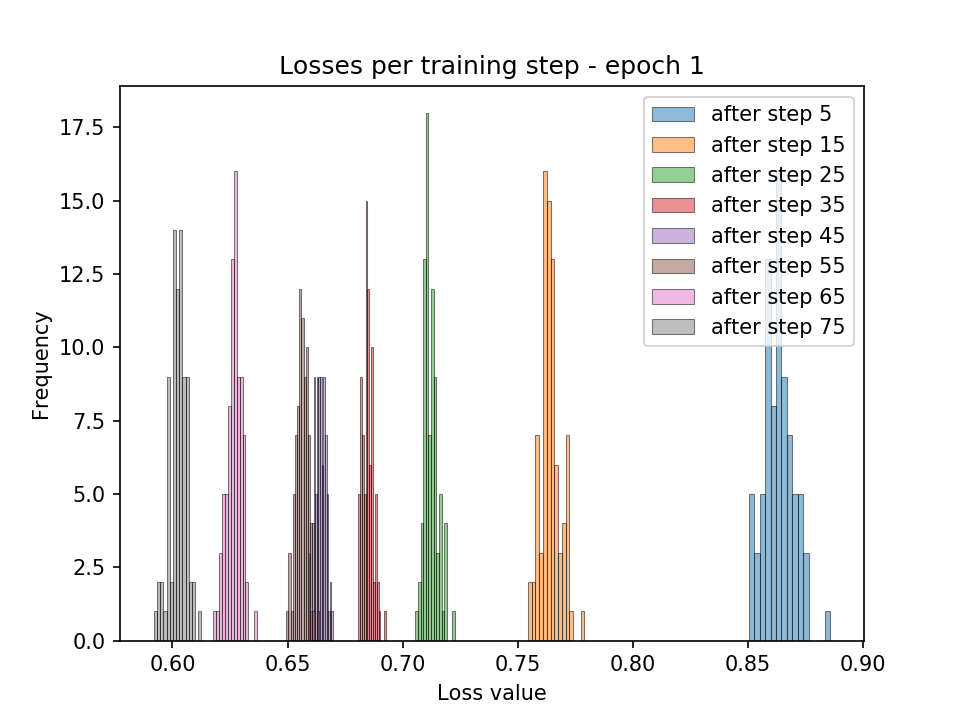 Losses per training step - epoch 1
17.5
15.0
12.5
10.0
7.5
5.0
2.5
0.0
Frequency
after step 5
after step 15
after step 25
after step 35
after step 45
after step 55
after step 65
after step 75
0.60 0.65 0.70 0.75 0.80 0.85 0.90
Loss value